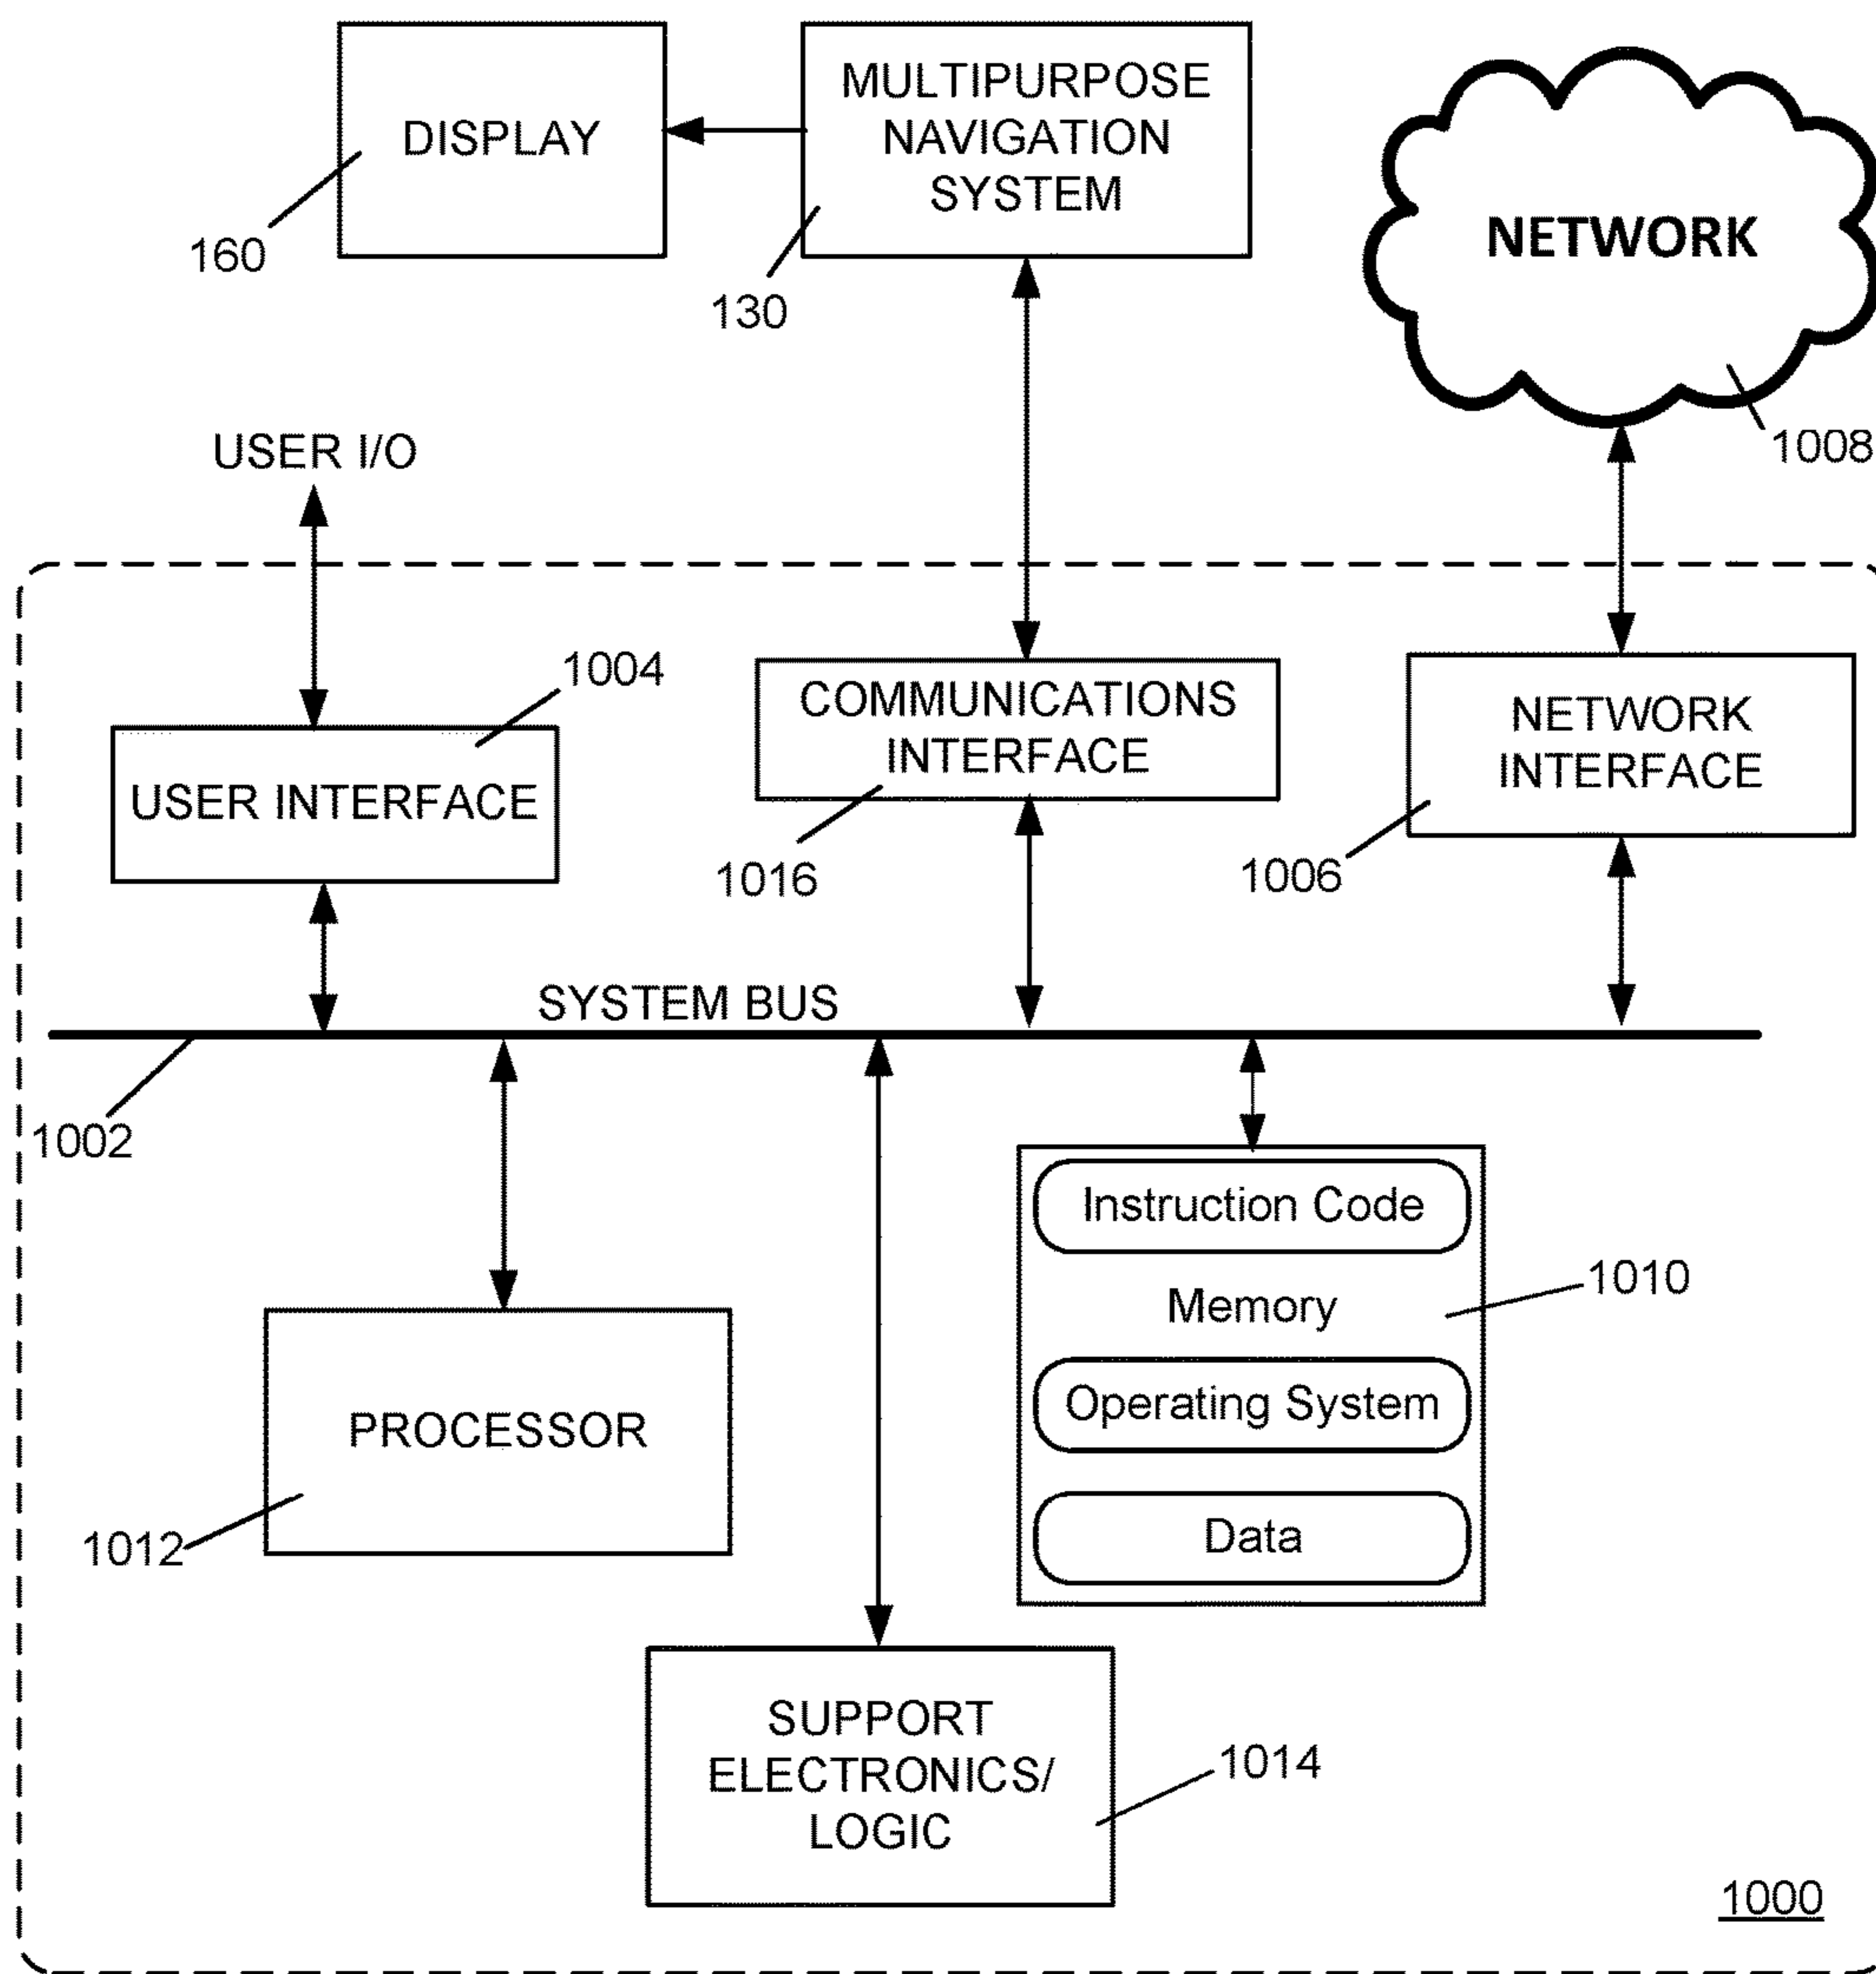 DISPLAY
160
MULTIPURPOSE
NAVIGATION
SYSTEM
130
NETWORK
1008
USER I/O
1004
USER INTERFACE
COMMUNICATIONS
INTERFACE
1016
NETWORK
INTERFACE
1006
SYSTEM BUS
1002
Instruction Code
Memory
1010
Operating System
Data
PROCESSOR
1012
SUPPORT
ELECTRONICS/
LOGIC
1014
1000